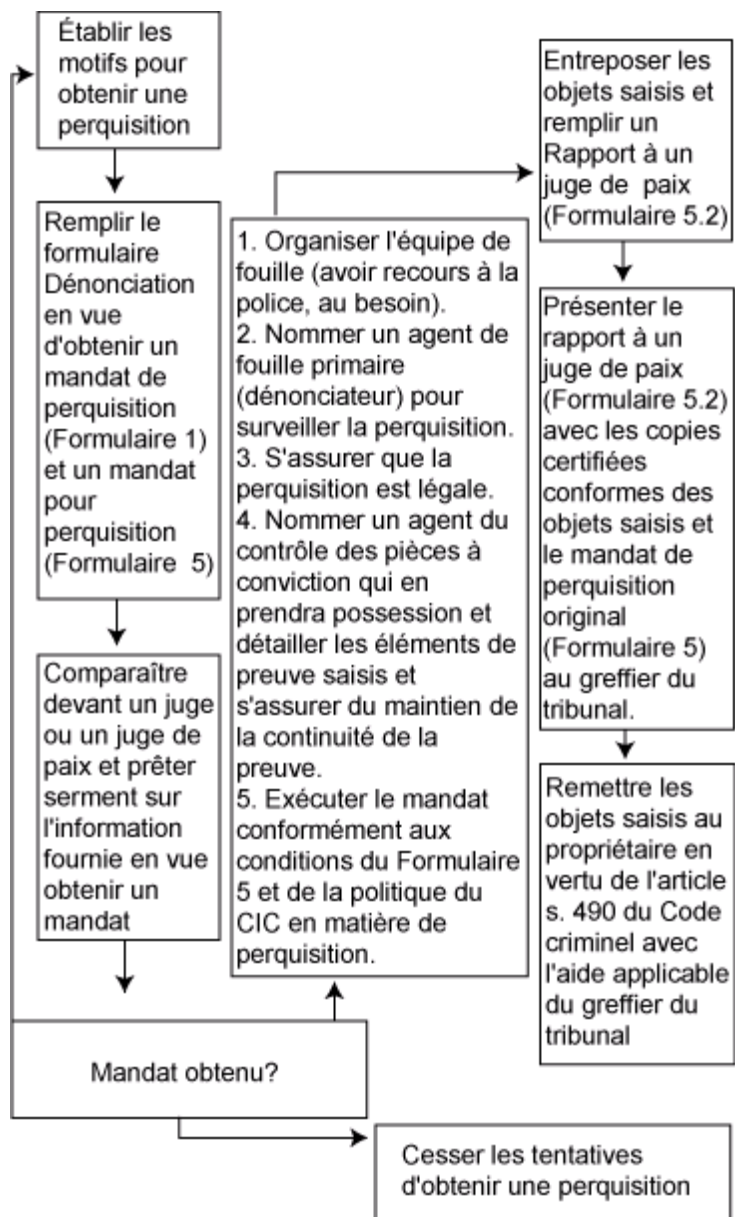 Établir les
motifs pour
obtenir une
perquisition
Remplir le
formulaire
Dénonciation
en vue
d'obtenir un
mandat de
perquisition
(Formulaire 1)
et un mandat
pour
perquisition
(Formulaire 5)
Comparaître
devant un juge
ou un juge de
paix et prêter
serment sur
l'information
fournie en vue
obtenir un
mandat
Mandat obtenu?
Cesser les tentatives
d'obtenir une perquisition
1. Organiser l'équipe de
fouille (avoir recours à la
police, au besoin).
2. Nommer un agent de
fouille primaire
(dénonciateur) pour
surveiller la perquisition.
3. S'assurer que la
perquisition est légale.
4. Nommer un agent du
contrôle des pièces à
conviction qui en
prendra possession et
détailler les éléments de
preuve saisis et
s'assurer du maintien de
la continuité de la
preuve.
5. Exécuter le mandat
conformément aux
conditions du Formulaire
5 et de la politique du
CIC en matière de
perquisition.
Entreposer les
objets saisis et
remplir un
Rapport à un
juge de paix
(Formulaire 5.2)
Présenter le
rapport à un
juge de paix
(Formulaire 5.2)
avec les copies
certifiées
conformes des
objets saisis et
le mandat de
perquisition
original
(Formulaire 5)
au greffier du
tribunal.
Remettre les
objets saisis au
propriétaire en
vertu de l'article
s. 490 du Code
criminel avec
l'aide applicable
du greffier du
tribunal